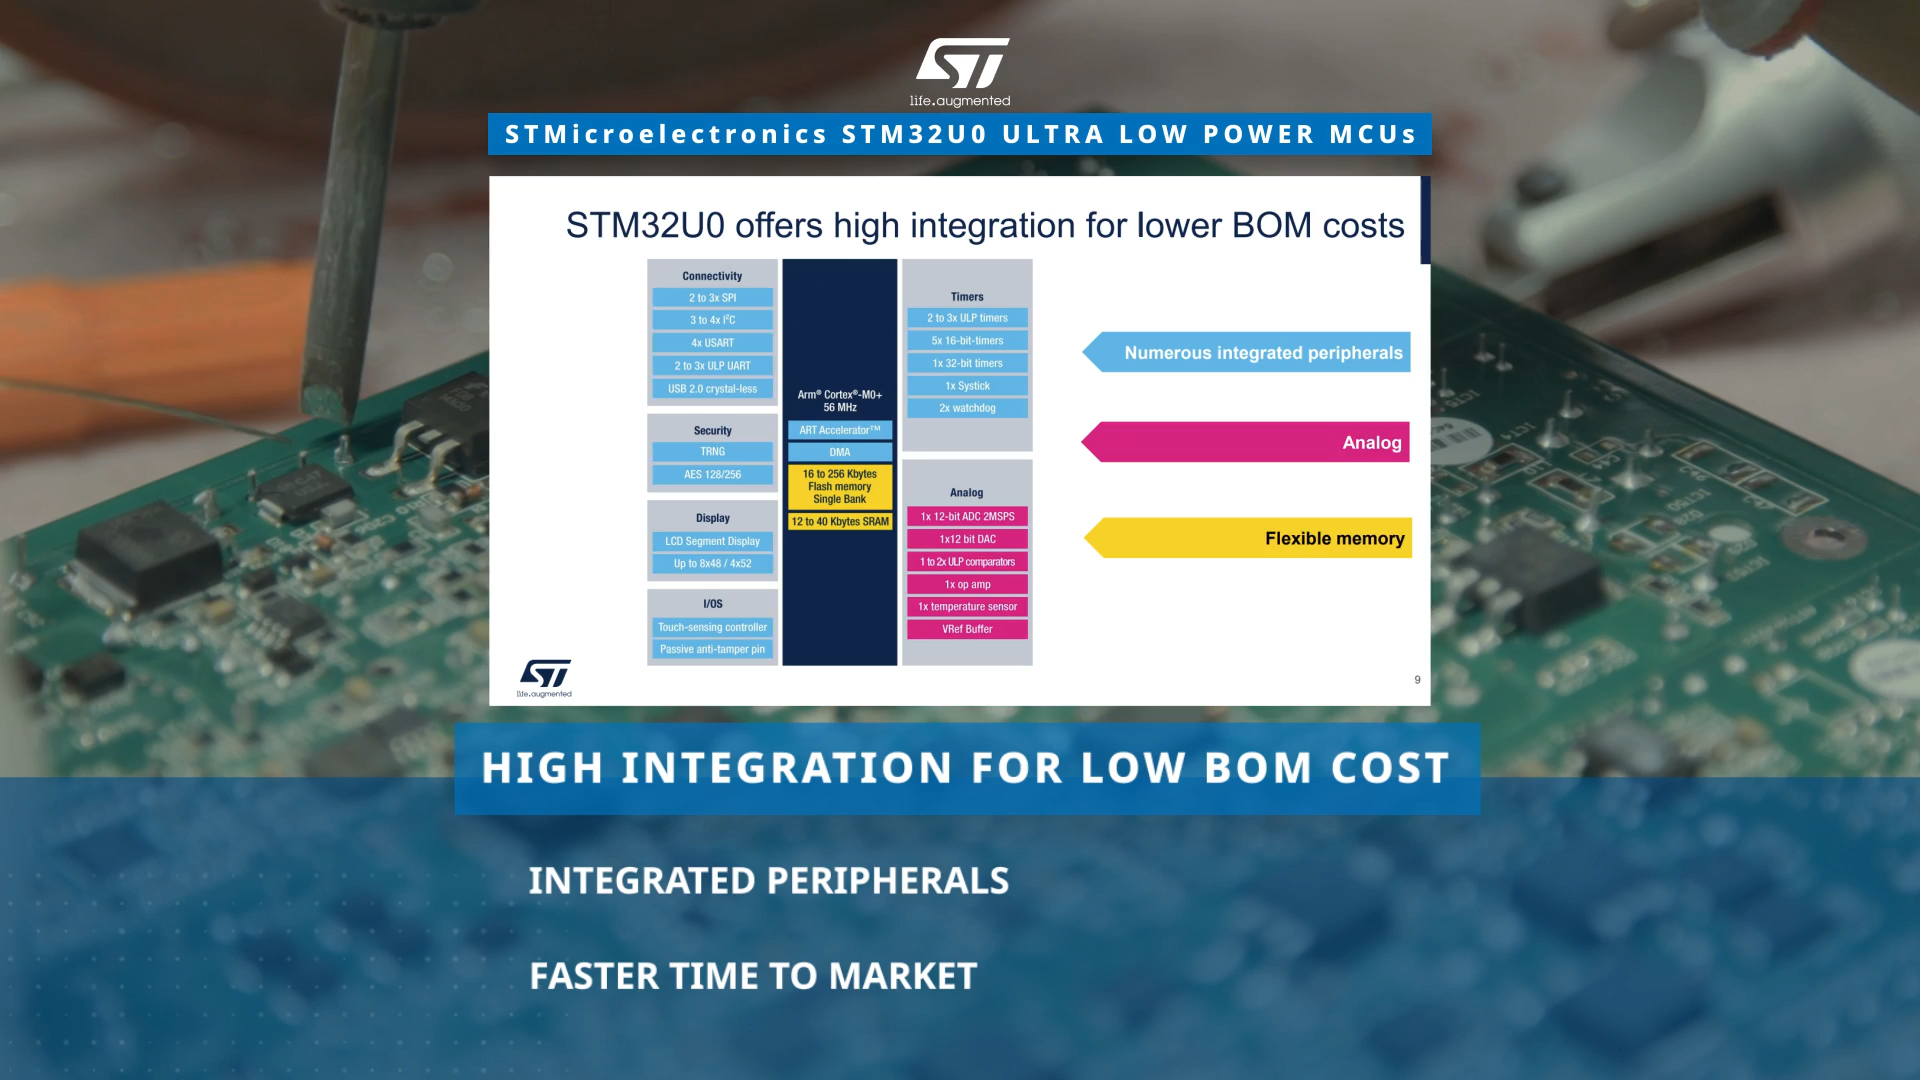 life.augmented
STMicroelectronics STM32U0 ULTRA LOW POWER MCUs
STM32U0 offers high integration for lower BOM costs
Connectivity
2 to 3x SPI
3 to 4x I²C
4x USART
2 to 3x ULP UART
USB 2.0 crystal-less
Security
TRNG
AES 128/256
Display
LCD Segment Display
Up to 8x48 / 4x52
I/OS
Touch-sensing controller
Passive anti-tamper pin
Arm® Cortex®-M0+
56 MHz
ART Accelerator™
DMA
16 to 256 Kbytes
Flash memory
Single Bank
12 to 40 Kbytes SRAM
Timers
2 to 3x ULP timers
5x 16-bit-timers
1x 32-bit timers
1x Systick
2x watchdog
Analog
1x 12-bit ADC 2MSPS
1x12 bit DAC
1 to 2x ULP comparators
1x op amp
1x temperature sensor
VRef Buffer
Numerous integrated peripherals
Analog
Flexible memory
life.augmented
9
HIGH INTEGRATION FOR LOW BOM COST
INTEGRATED PERIPHERALS
FASTER TIME TO MARKET